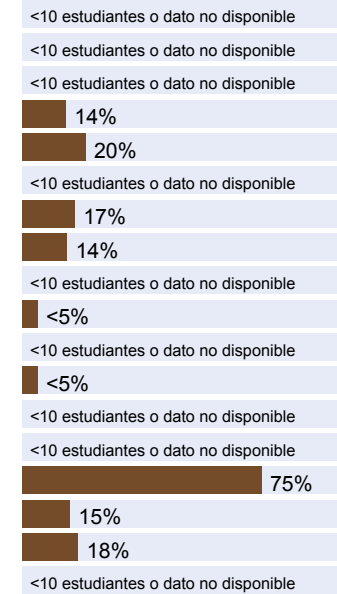 <10 estudiantes o dato no disponible
<10 estudiantes o dato no disponible
<10 estudiantes o dato no disponible
14%
20%
<10 estudiantes o dato no disponible
17%
14%
<10 estudiantes o dato no disponible
<5%
<10 estudiantes o dato no disponible
<5%
<10 estudiantes o dato no disponible
<10 estudiantes o dato no disponible
75%
15%
18%
<10 estudiantes o dato no disponible